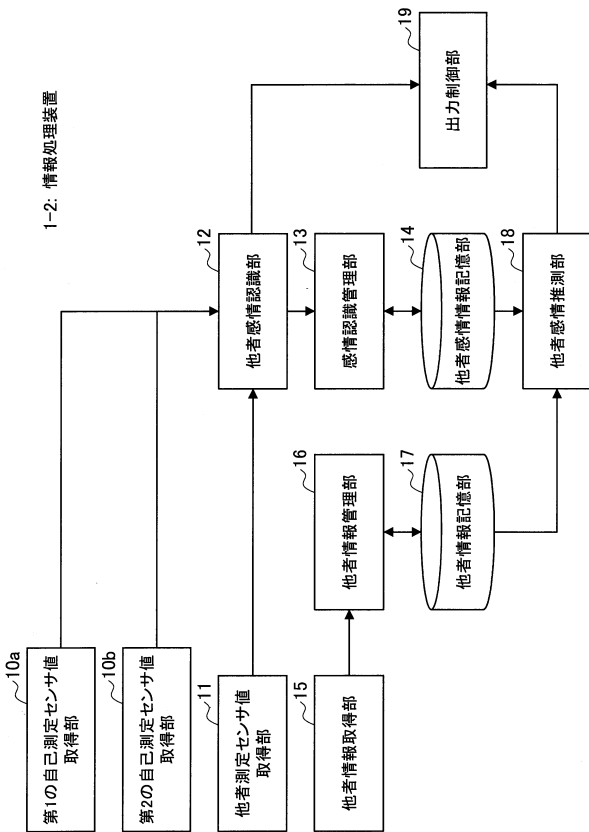 1-2: 情報処理装置
10a
第1の自己測定センサ値
取得部
10b
第2の自己測定センサ値
取得部
11
他者測定センサ値
取得部
15
他者情報取得部
16
他者情報管理部
17
他者情報記憶部
12
他者感情認識部
13
感情認識管理部
14
他者感情情報記憶部
18
他者感情推測部
19
出力制御部